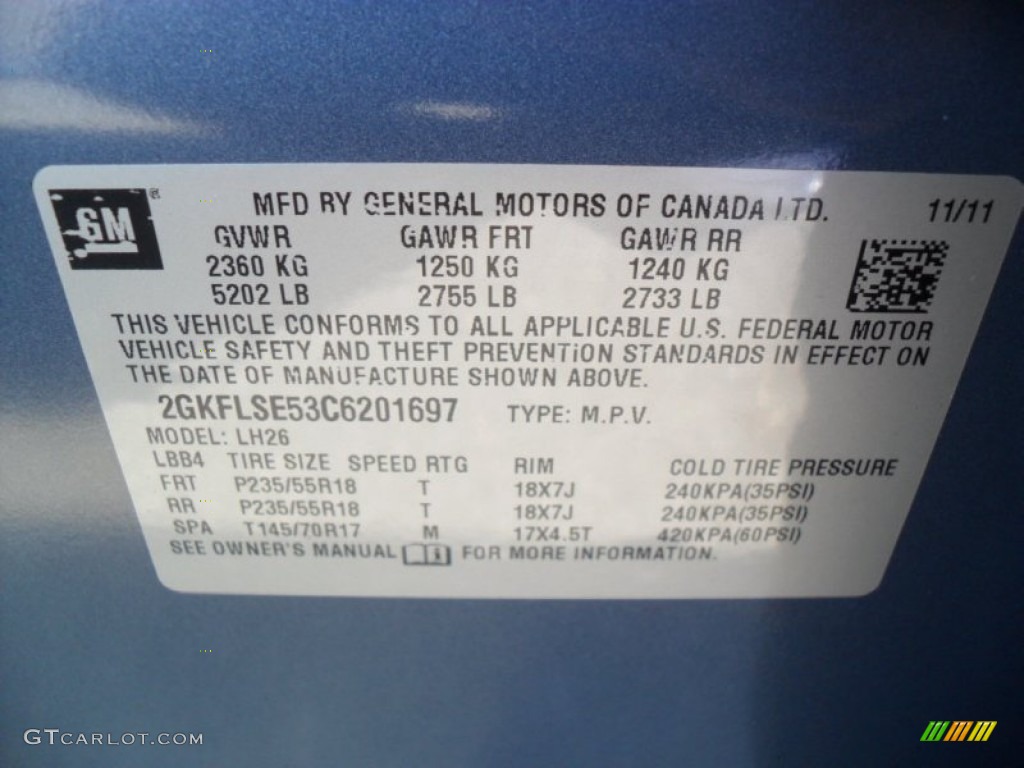 GM
MFD BY GENERAL MOTORS OF CANADA LTD. 11/11
GVWR GAWR FRT GAWR RR
2360 KG 1250 KG 1240 KG
5202 LB 2755 LB 2733 LB
THIS VEHICLE CONFORMS TO ALL APPLICABLE U.S. FEDERAL MOTOR
VEHICLE SAFETY AND THEFT PREVENTION STANDARDS IN EFFECT ON
THE DATE OF MANUFACTURE SHOWN ABOVE.
2GKFLSE53C6201697 TYPE: M.P.V.
MODEL: LH26
LBB4 TIRE SIZE SPEED RTG RIM COLD TIRE PRESSURE
FRT P235/55R18 T 18X7J 240KPA(35PSI)
RR P235/55R18 T 18X7J 240KPA(35PSI)
SPA T145/70R17 M 17X4.5T 420KPA(60PSI)
SEE OWNER'S MANUAL FOR MORE INFORMATION.
GTCARLOT.COM